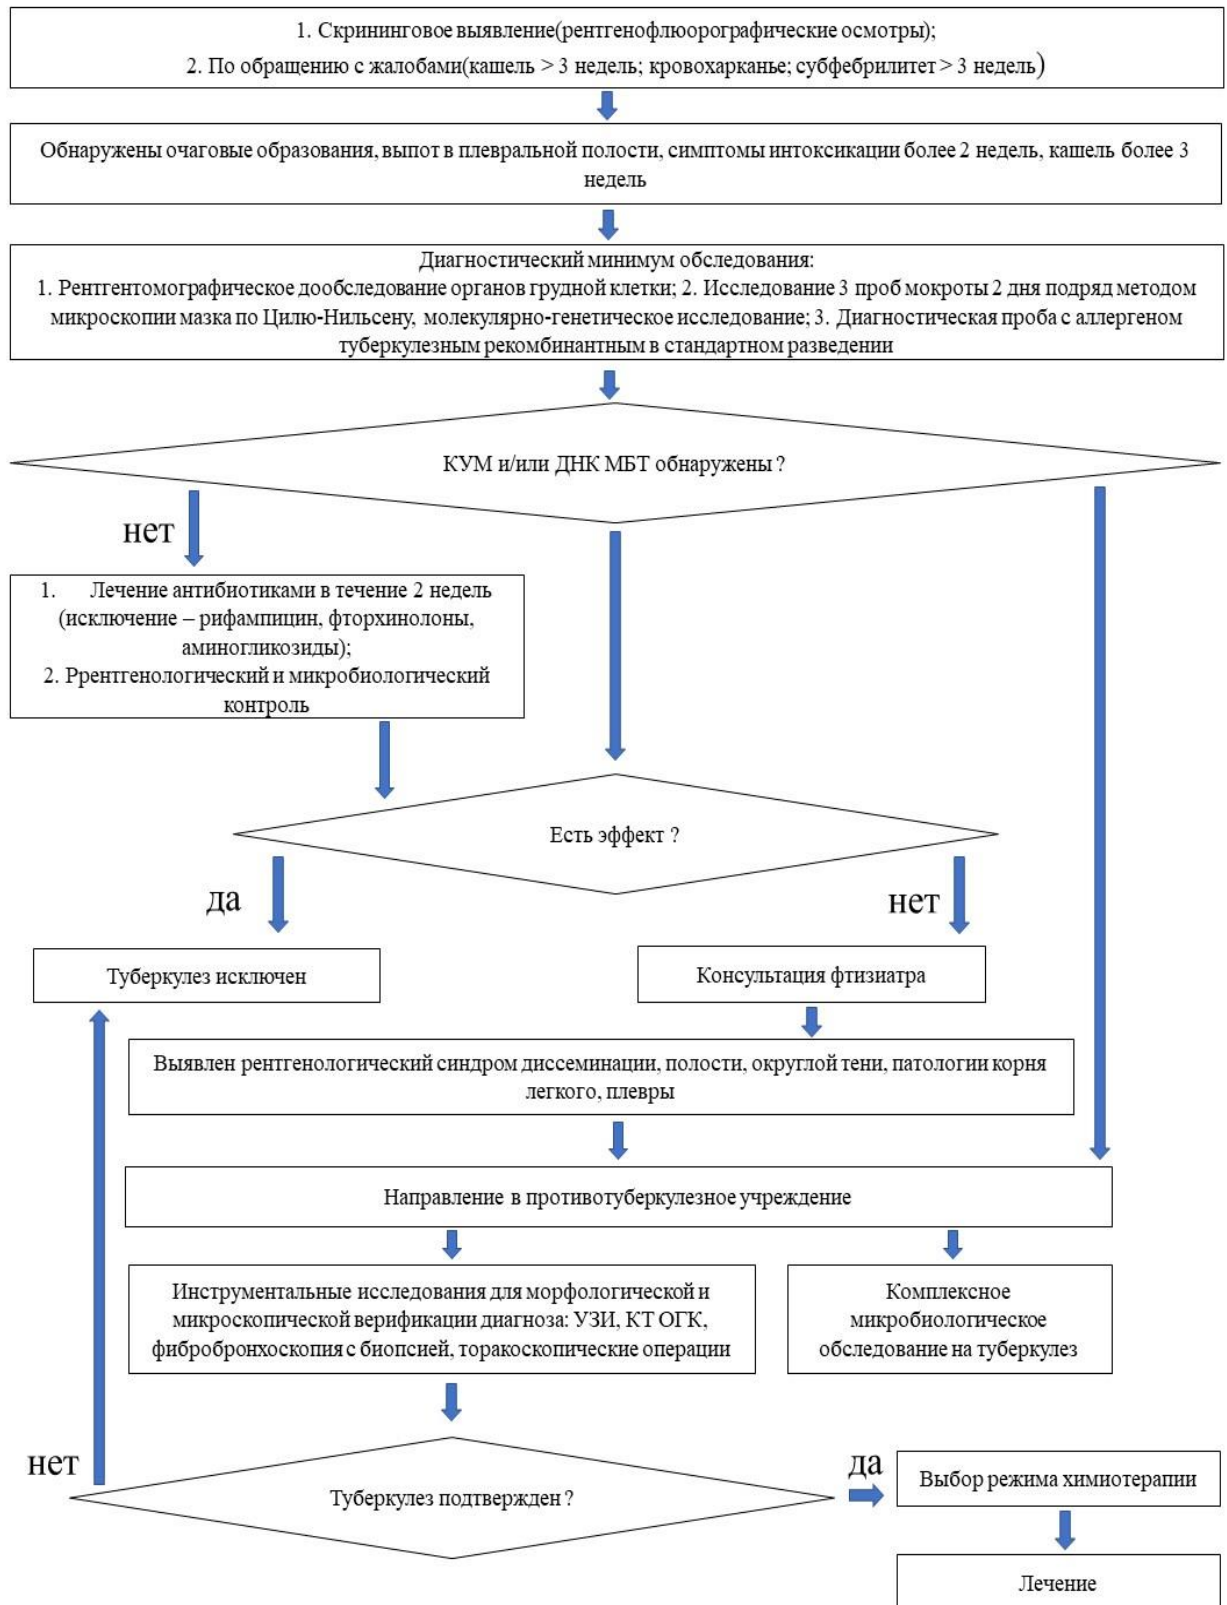 1. Скрининговое выявление(рентгенофлюорографические осмотры);
2. По обращению с жалобами(кашель > 3 недель; кровохарканье; субфебрилитет > 3 недель)
Обнаружены очаговые образования, выпот в плевральной полости, симптомы интоксикации более 2 недель, кашель более 3
недель
Диагностический минимум обследования:
1. Рентгентомографическое дообследование органов грудной клетки; 2. Исследование 3 проб мокроты 2 дня подряд методом
микроскопии мазка по Цилю-Нильсену, молекулярно-генетическое исследование; 3. Диагностическая проба с аллергеном
туберкулезным рекомбинантным в стандартном разведении
КУМ и/или ДНК МБТ обнаружены ?
нет
1. Лечение антибиотиками в течение 2 недель
(исключение – рифампицин, фторхинолоны,
аминогликозиды);
2. Ррентгенологический и микробиологический
контроль
Есть эффект ?
да
нет
Туберкулез исключен
Консультация фтизиатра
Выявлен рентгенологический синдром диссеминации, полости, округлой тени, патологии корня
легкого, плевры
Направление в противотуберкулезное учреждение
Инструментальные исследования для морфологической и
микроскопической верификации диагноза: УЗИ, КТ ОГК,
фибробронхоскопия с биопсией, торакоскопические операции
Комплексное
микробиологическое
обследование на туберкулез
нет
Туберкулез подтвержден ?
да
Выбор режима химиотерапии
Лечение